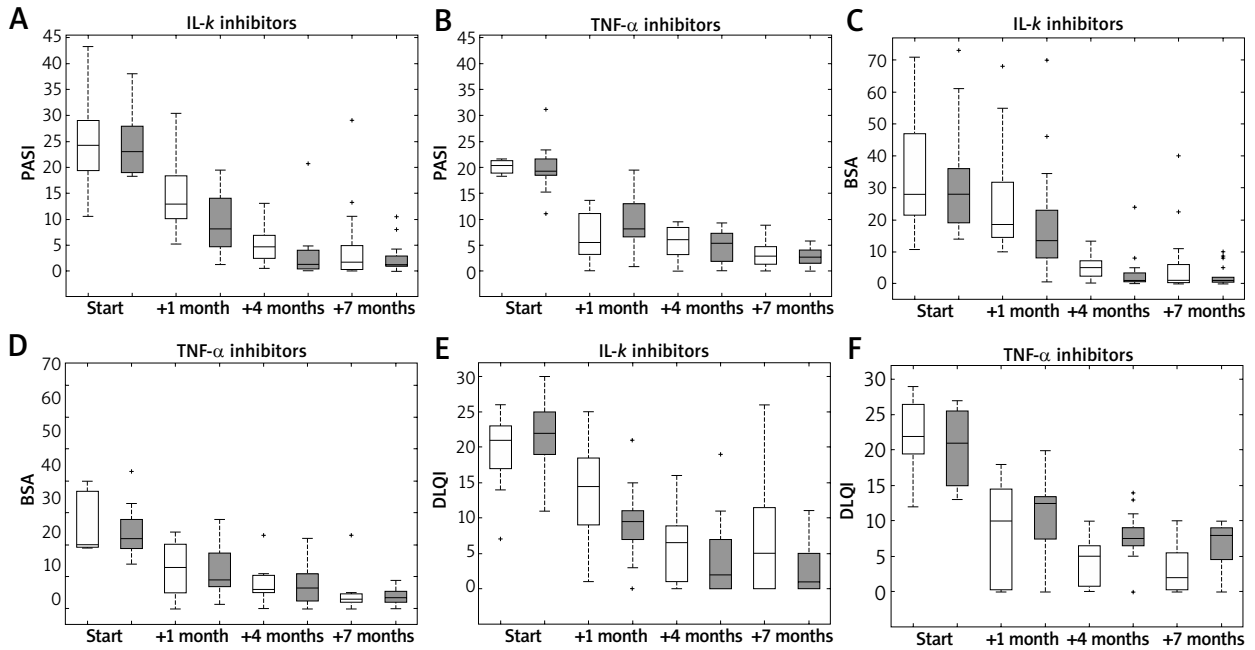 A
IL-k inhibitors
45
40
35
30
25
20
15
10
5
0
PASI
Start
+1 month
+4 months
+7 months
B
TNF-α inhibitors
45
40
35
30
25
20
15
10
5
0
PASI
Start
+1 month
+4 months
+7 months
C
IL-k inhibitors
70
60
50
40
30
20
10
0
BSA
Start
+1 month
+4 months
+7 months
D
TNF-α inhibitors
70
60
50
40
30
20
10
0
BSA
Start
+1 month
+4 months
+7 months
E
IL-k inhibitors
30
25
20
15
10
5
0
DLQI
Start
+1 month
+4 months
+7 months
F
TNF-α inhibitors
30
25
20
15
10
5
0
DLQI
Start
+1 month
+4 months
+7 months